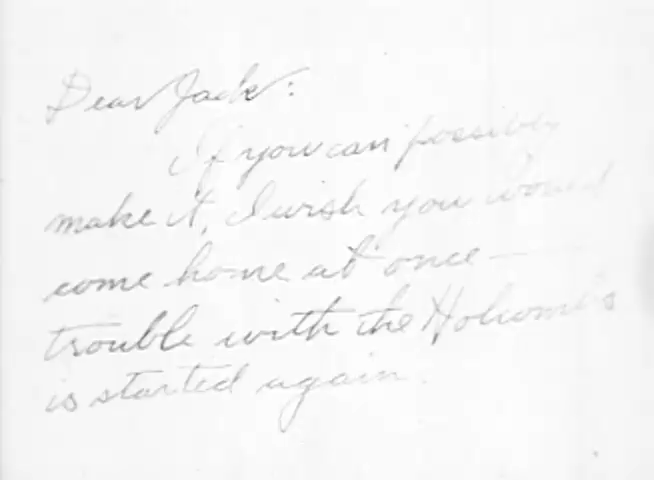 Dear Jack:
If you can possibly
make it, I wish you would
come home at once —
trouble with the Holcombs
is started again.